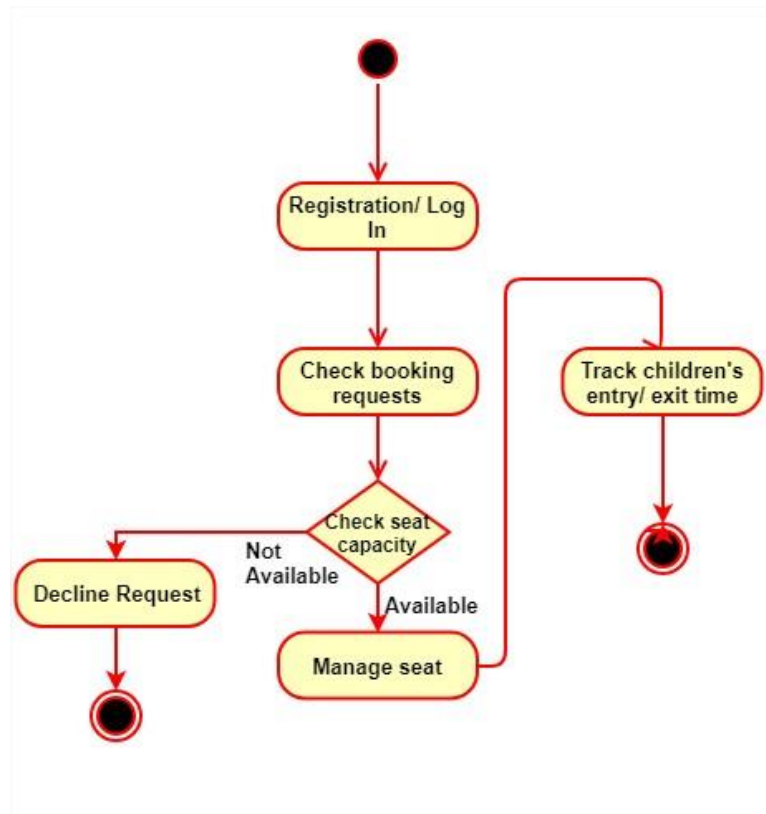 Registration/ Log
In
Check booking
requests
Track children's
entry/ exit time
Check seat
capacity
Not
Available
Decline Request
Available
Manage seat